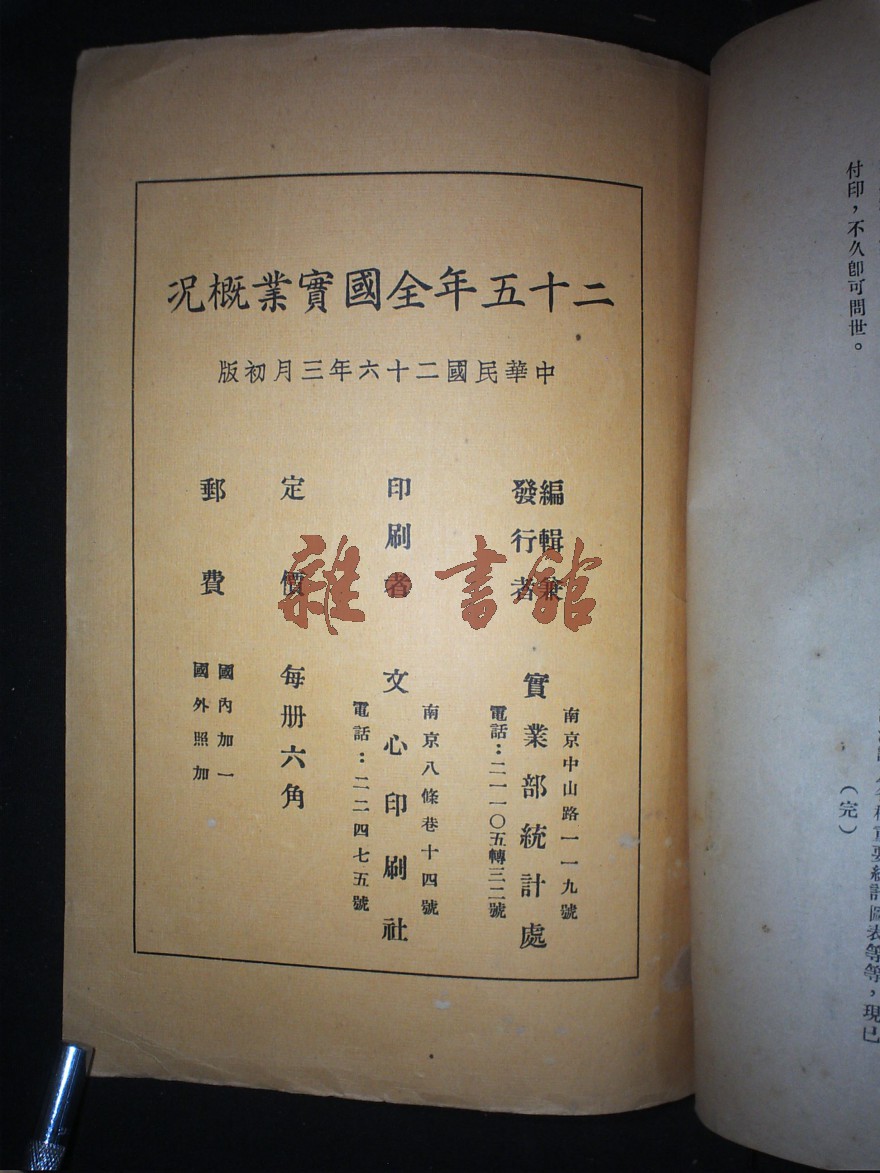 付印，不久卽可問世。
（完）
二十五年全國實業概況
中華民國二十六年三月初版
編輯兼
發行者
南京中山路一一九號
實業部統計處
電話：二一一〇五轉三二號
印刷者
南京八條巷十四號
文心印刷社
電話：二二四七五號
定價
每册六角
郵費
國內加一
國外照加
雜·書館